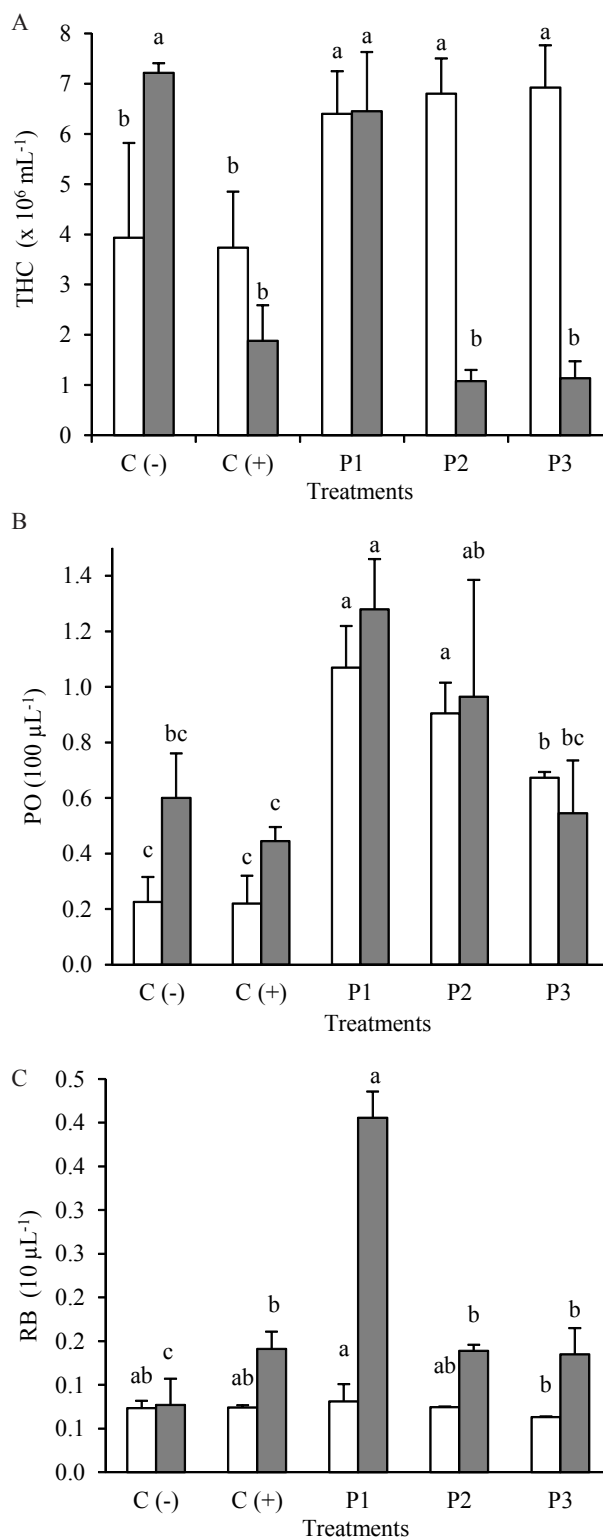 A
8
7
6
5
4
3
2
1
0
THC (x 10⁶ mL⁻¹)
b a b b a a a b a b
C (-) C (+) P1 P2 P3
Treatments
B
1.4
1.2
1.0
0.8
0.6
0.4
0.2
0.0
PO (100 µL⁻¹)
c bc c c a a a ab b bc
C (-) C (+) P1 P2 P3
Treatments
C
0.5
0.4
0.4
0.3
0.3
0.2
0.2
0.1
0.1
0.0
RB (10 µL⁻¹)
ab c ab b a a ab b b b
C (-) C (+) P1 P2 P3
Treatments